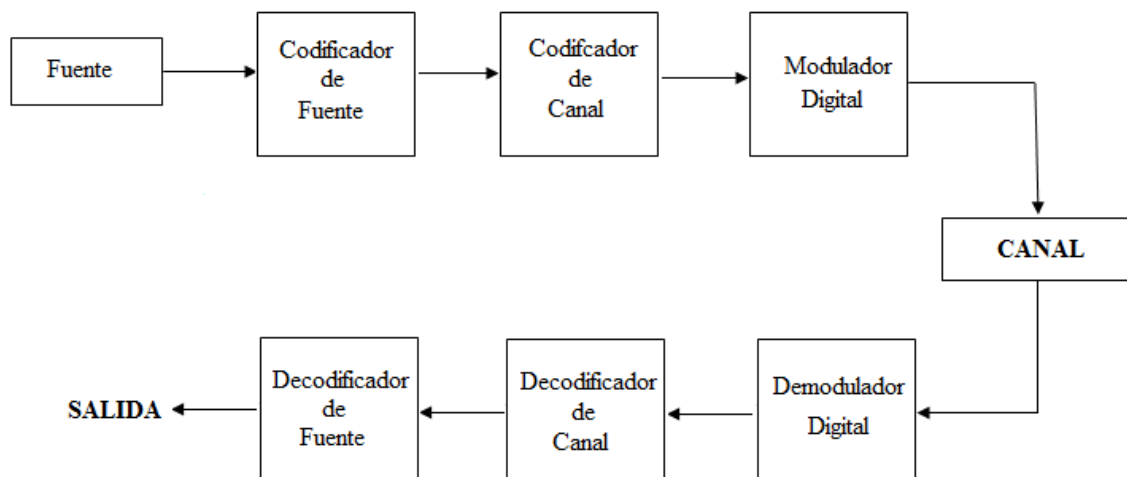 Fuente
Codificador
de
Fuente
Codifcador
de
Canal
Modulador
Digital
CANAL
Demodulador
Digital
Decodificador
de
Canal
Decodificador
de
Fuente
SALIDA